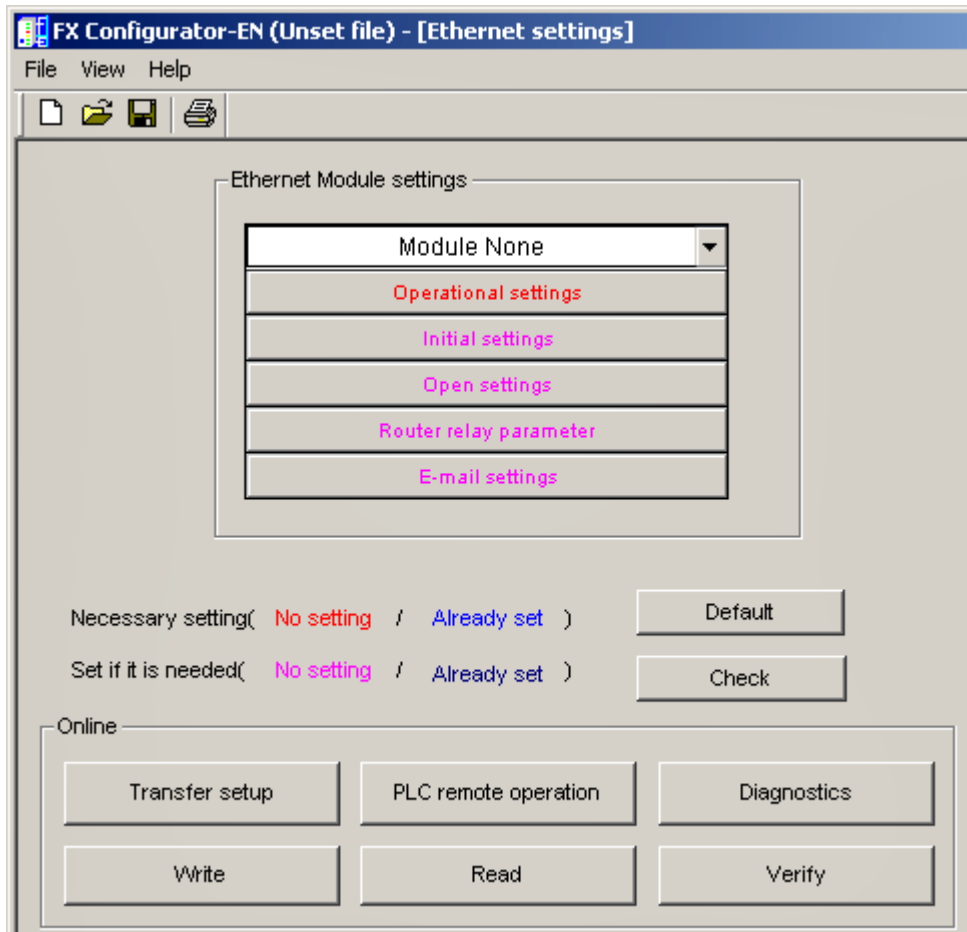 FX Configurator-EN (Unset file) - [Ethernet settings]
File View Help
Ethernet Module settings
Module None
Operational settings
Initial settings
Open settings
Router relay parameter
E-mail settings
Necessary setting( No setting / Already set ) Default
Set if it is needed( No setting / Already set ) Check
Online
Transfer setup PLC remote operation Diagnostics
Write Read Verify